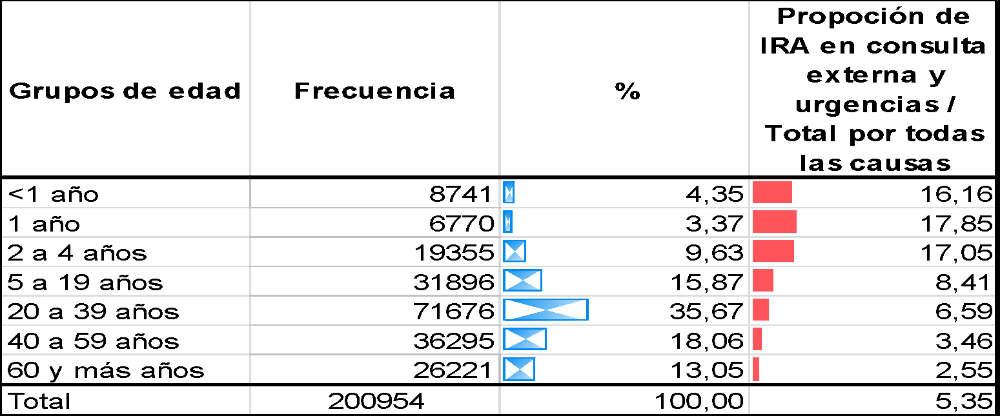 Grupos de edad Frecuencia %
Propoción de
IRA en consulta
externa y
urgencias /
Total por todas
las causas
<1 año 8741 4,35 16,16
1 año 6770 3,37 17,85
2 a 4 años 19355 9,63 17,05
5 a 19 años 31896 15,87 8,41
20 a 39 años 71676 35,67 6,59
40 a 59 años 36295 18,06 3,46
60 y más años 26221 13,05 2,55
Total 200954 100,00 5,35